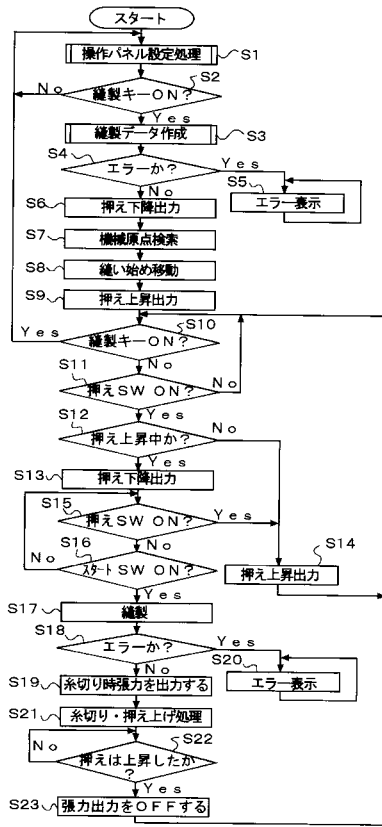 スタート
操作パネル設定処理 S1
S2
No
縫製キーON?
Yes
縫製データ作成 S3
S4
エラーか? Yes
No
S5
エラー表示
S6 押え下降出力
S7 機械原点検索
S8 縫い始め移動
S9 押え上昇出力
S10
Yes 縫製キーON?
S11 No
押えSW ON? No
S12 Yes
押え上昇中か? No
Yes
S13 押え下降出力
S15
押えSW ON? Yes
S16 No
No スタートSW ON?
S14
押え上昇出力
Yes
S17 縫製
S18
エラーか? Yes
No
S20
エラー表示
S19 糸切り時張力を出力する
S21 糸切り・押え上げ処理
No S22
押えは上昇したか
?
Yes
S23 張力出力をOFFする